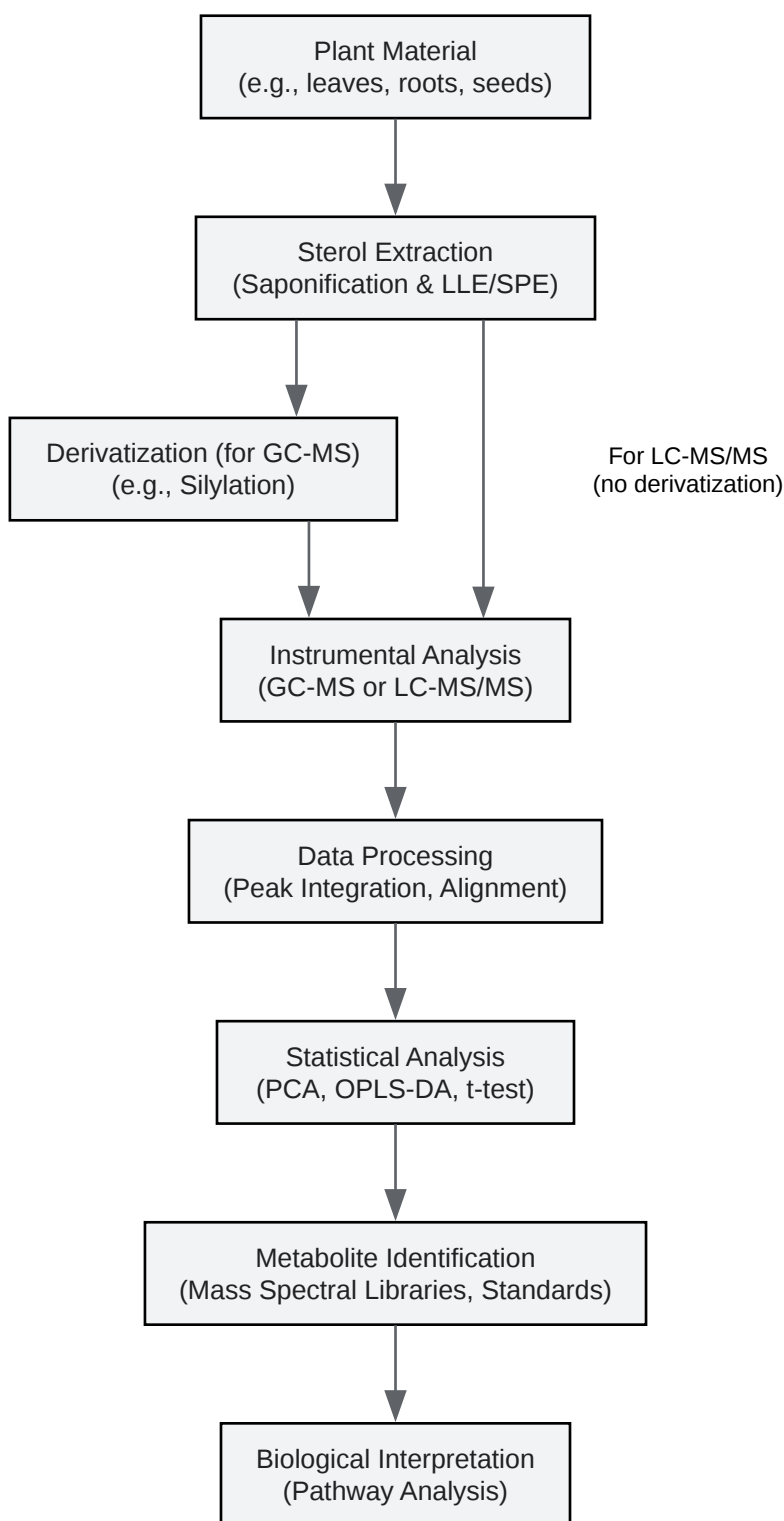 Plant Material
(e.g., leaves, roots, seeds)
Sterol Extraction
(Saponification & LLE/SPE)
Derivatization (for GC-MS)
(e.g., Silylation)
For LC-MS/MS
(no derivatization)
Instrumental Analysis
(GC-MS or LC-MS/MS)
Data Processing
(Peak Integration, Alignment)
Statistical Analysis
(PCA, OPLS-DA, t-test)
Metabolite Identification
(Mass Spectral Libraries, Standards)
Biological Interpretation
(Pathway Analysis)